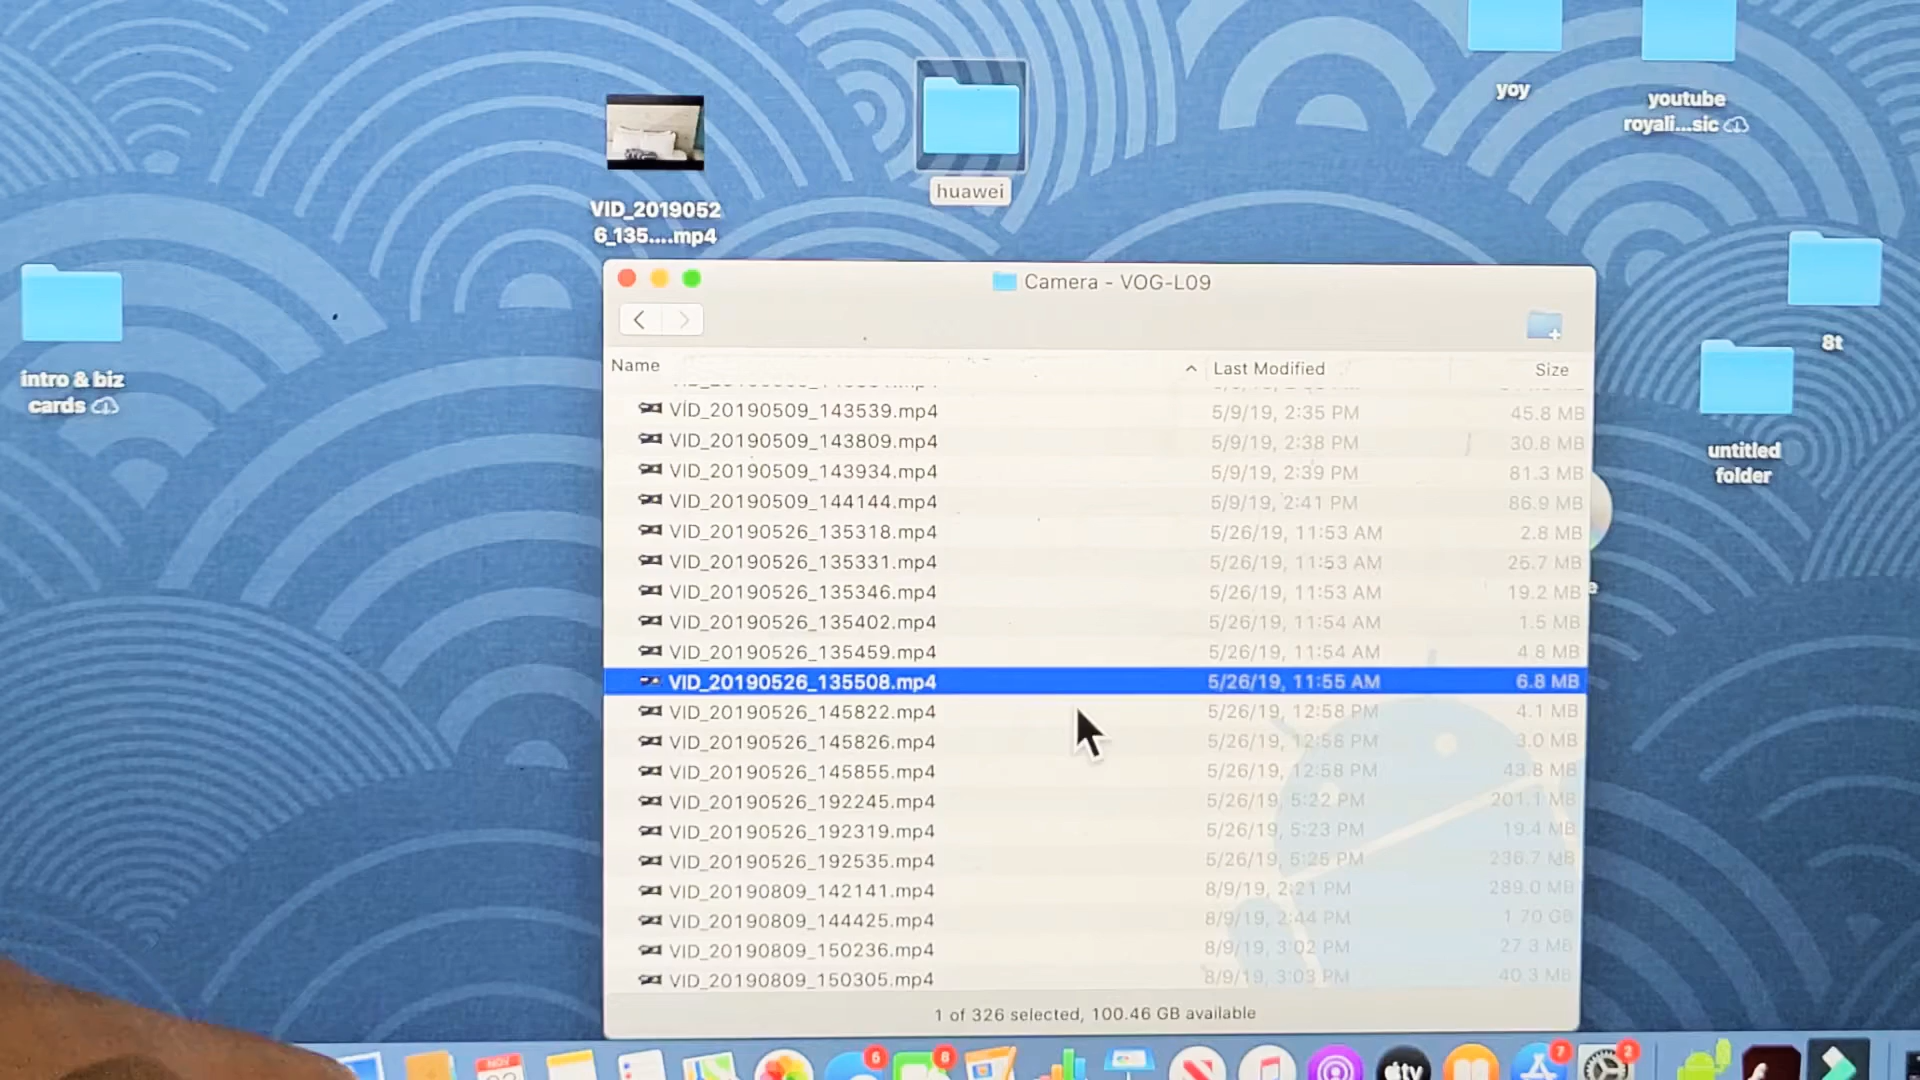 yoy
youtube
royali...sic
huawei
VID_2019052
6_135....mp4
intro & biz
cards
8t
untitled
folder
Camera - VOG-L09
Name
Last Modified
Size
VID_20190509_143539.mp4 5/9/19, 2:35 PM 45.8 MB
VID_20190509_143809.mp4 5/9/19, 2:38 PM 30.8 MB
VID_20190509_143934.mp4 5/9/19, 2:39 PM 81.3 MB
VID_20190509_144144.mp4 5/9/19, 2:41 PM 86.9 MB
VID_20190526_135318.mp4 5/26/19, 11:53 AM 2.8 MB
VID_20190526_135331.mp4 5/26/19, 11:53 AM 26.7 MB
VID_20190526_135346.mp4 5/26/19, 11:53 AM 19.2 MB
VID_20190526_135402.mp4 5/26/19, 11:54 AM 1.5 MB
VID_20190526_135459.mp4 5/26/19, 11:54 AM 4.8 MB
VID_20190526_135508.mp4 5/26/19, 11:55 AM 6.8 MB
VID_20190526_145822.mp4 5/26/19, 12:58 PM 4.1 MB
VID_20190526_145826.mp4 5/26/19, 12:58 PM 3.0 MB
VID_20190526_145855.mp4 5/26/19, 12:58 PM 43.8 MB
VID_20190526_192245.mp4 5/26/19, 5:22 PM 201.1 MB
VID_20190526_192319.mp4 5/26/19, 5:23 PM 19.4 MB
VID_20190526_192535.mp4 5/26/19, 5:25 PM 236.7 MB
VID_20190809_142141.mp4 8/9/19, 2:21 PM 289.0 MB
VID_20190809_144425.mp4 8/9/19, 2:44 PM 1.70 GB
VID_20190809_150236.mp4 8/9/19, 3:02 PM 27.3 MB
VID_20190809_150305.mp4 8/9/19, 3:03 PM 40.3 MB
1 of 326 selected, 100.46 GB available
NOV
6
8
tv
7
2